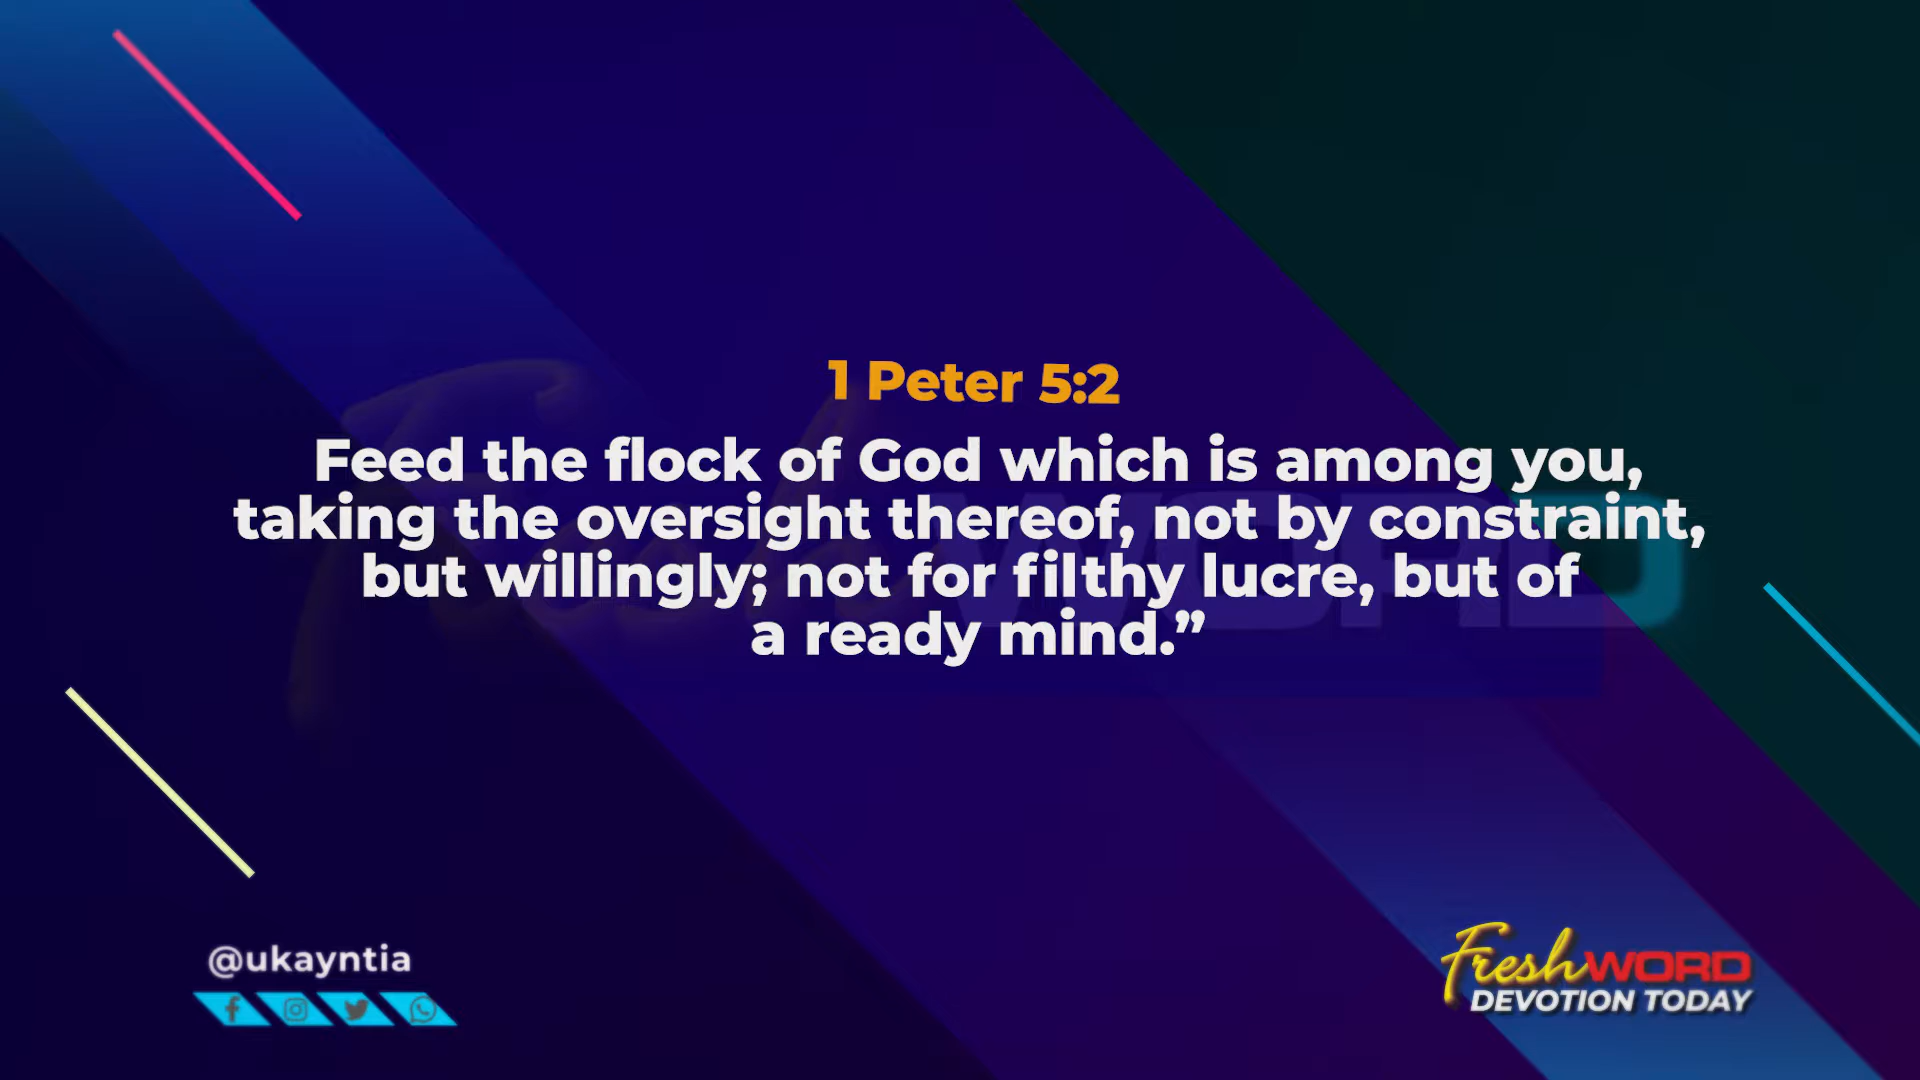 1 Peter 5:2
Feed the flock of God which is among you,
taking the oversight thereof, not by constraint,
but willingly; not for filthy lucre, but of
a ready mind.”
WORD
@ukayntia
FreshWORD
DEVOTION TODAY